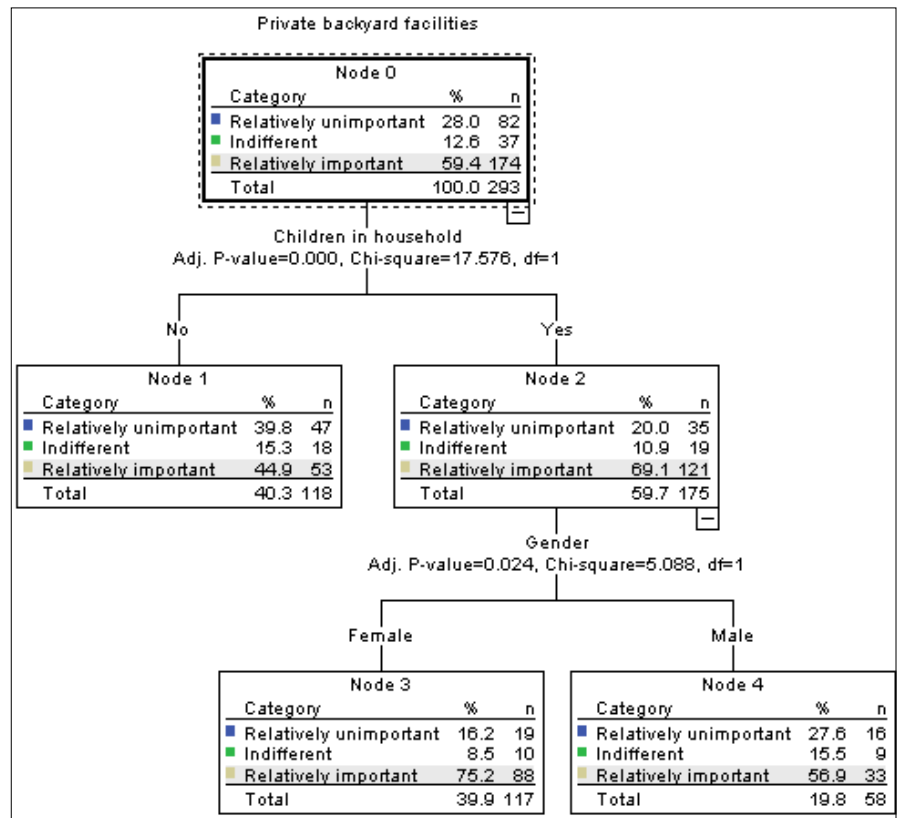 Private backyard facilities
Node 0
Category % n
Relatively unimportant 28.0 82
Indifferent 12.6 37
Relatively important 59.4 174
Total 100.0 293
Children in household
Adj. P-value=0.000, Chi-square=17.576, df=1
No
Yes
Node 1
Category % n
Relatively unimportant 39.8 47
Indifferent 15.3 18
Relatively important 44.9 53
Total 40.3 118
Node 2
Category % n
Relatively unimportant 20.0 35
Indifferent 10.9 19
Relatively important 69.1 121
Total 59.7 175
Gender
Adj. P-value=0.024, Chi-square=5.088, df=1
Female
Male
Node 3
Category % n
Relatively unimportant 16.2 19
Indifferent 8.5 10
Relatively important 75.2 88
Total 39.9 117
Node 4
Category % n
Relatively unimportant 27.6 16
Indifferent 15.5 9
Relatively important 56.9 33
Total 19.8 58